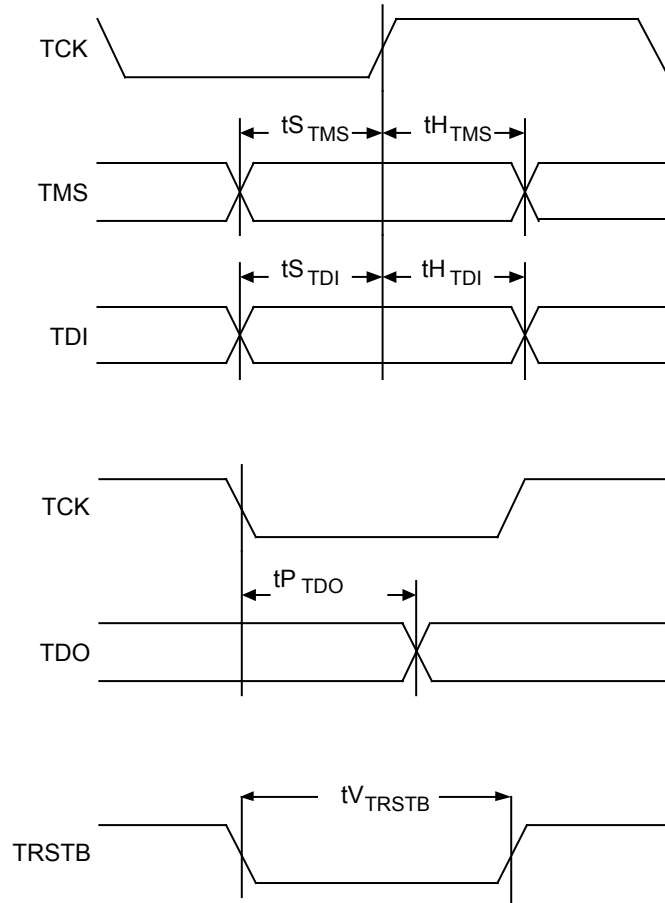 TCK
tS TMS tH TMS
TMS
tS TDI tH TDI
TDI
TCK
tP TDO
TDO
tV TRSTB
TRSTB